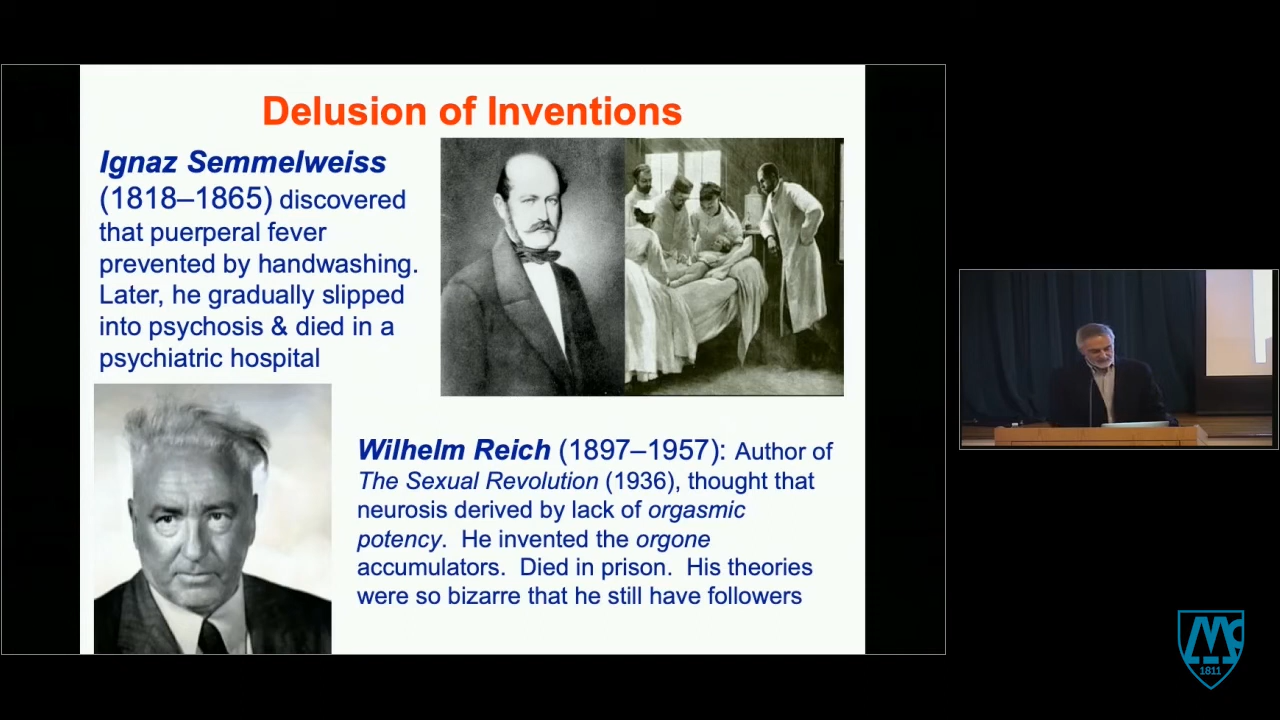 Delusion of Inventions
Ignaz Semmelweiss
(1818–1865) discovered
that puerperal fever
prevented by handwashing.
Later, he gradually slipped
into psychosis & died in a
psychiatric hospital
Wilhelm Reich (1897–1957): Author of
The Sexual Revolution (1936), thought that
neurosis derived by lack of orgasmic
potency. He invented the orgone
accumulators. Died in prison. His theories
were so bizarre that he still have followers
Mc
1811